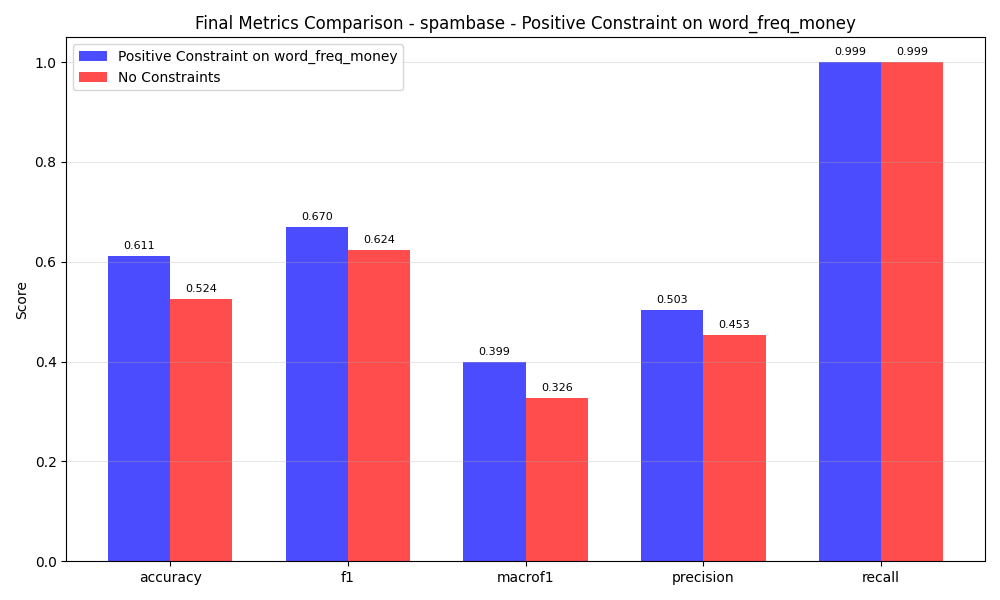 Final Metrics Comparison - spambase - Positive Constraint on word_freq_money
Positive Constraint on word_freq_money
No Constraints
Score
1.0
0.8
0.6
0.4
0.2
0.0
0.611
0.524
0.670
0.624
0.399
0.326
0.503
0.453
0.999
0.999
accuracy
f1
macrof1
precision
recall